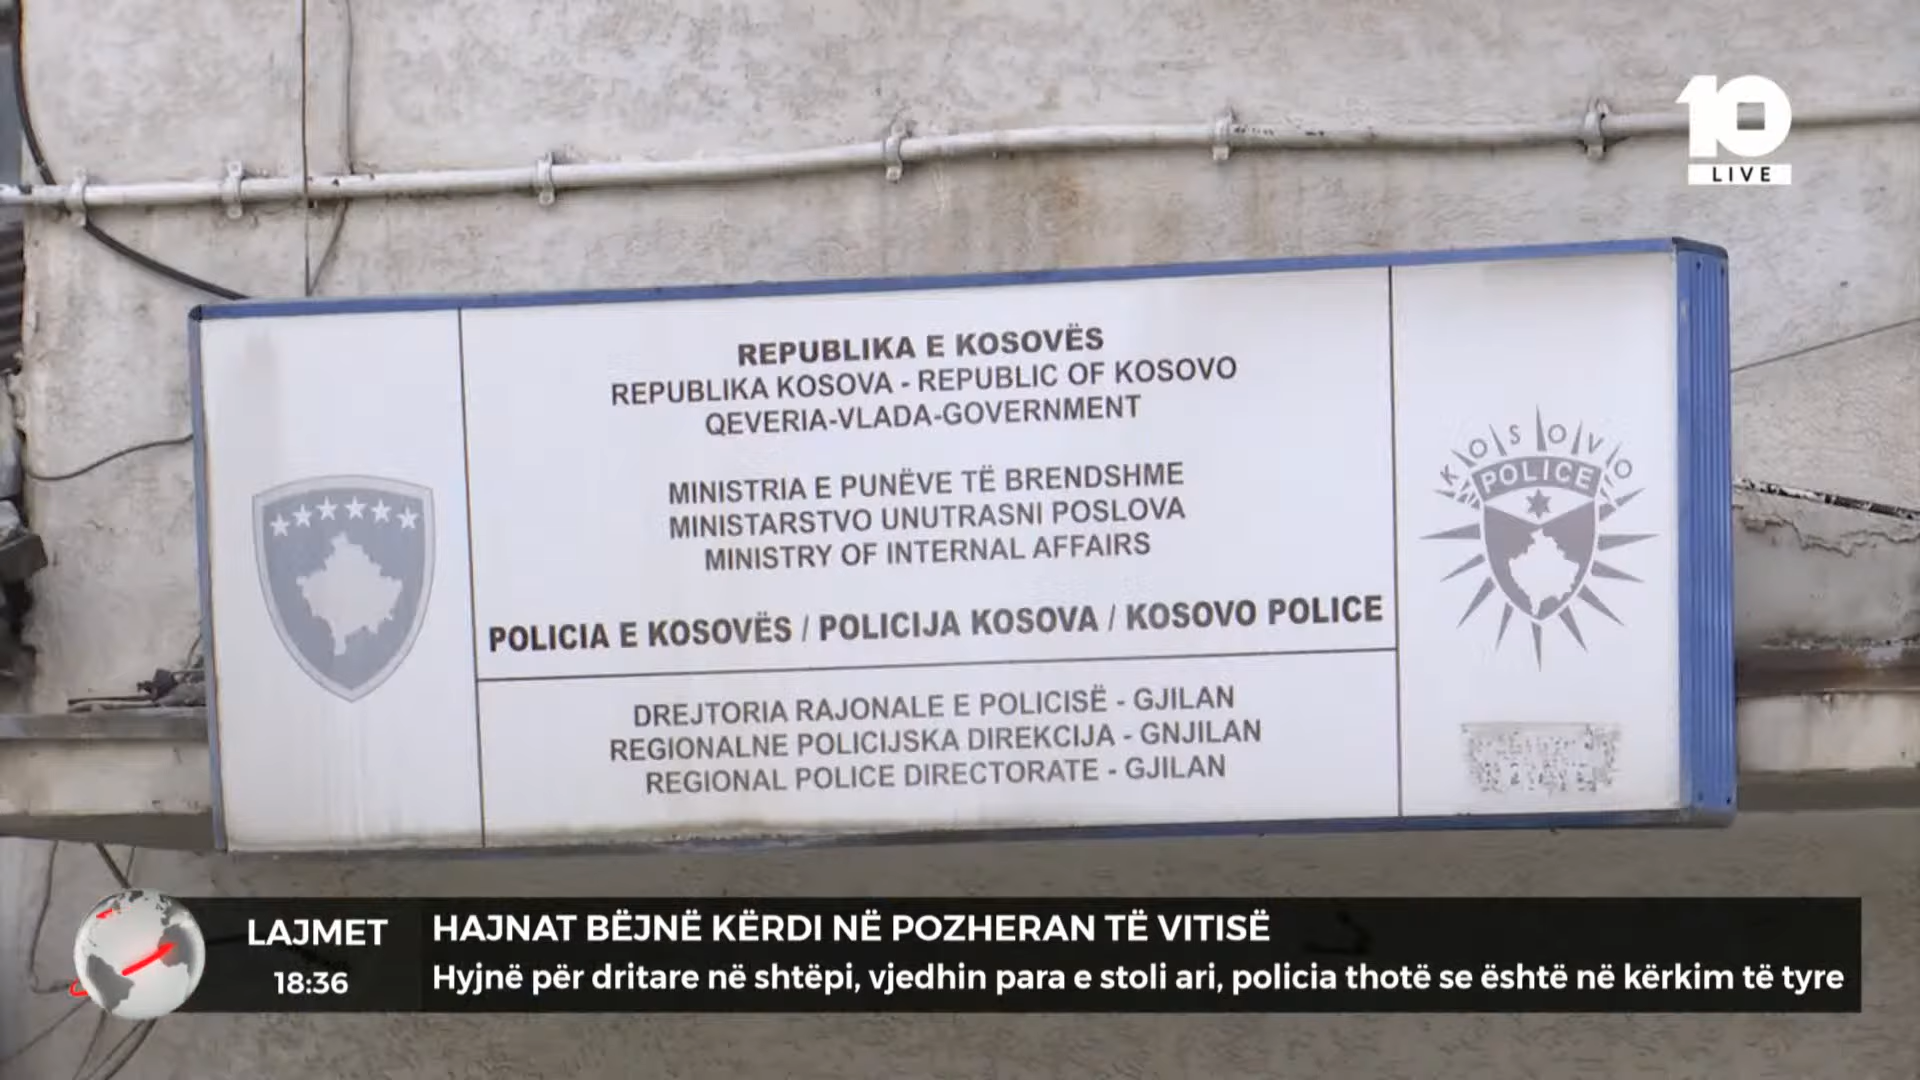 10
LIVE
REPUBLIKA E KOSOVËS
REPUBLIKA KOSOVA - REPUBLIC OF KOSOVO
QEVERIA-VLADA-GOVERNMENT
MINISTRIA E PUNËVE TË BRENDSHME
MINISTARSTVO UNUTRASNI POSLOVA
MINISTRY OF INTERNAL AFFAIRS
POLICIA E KOSOVËS / POLICIJA KOSOVA / KOSOVO POLICE
DREJTORIA RAJONALE E POLICISË - GJILAN
REGIONALNE POLICIJSKA DIREKCIJA - GNJILAN
REGIONAL POLICE DIRECTORATE - GJILAN
KOSOVO
POLICE
LAJMET
18:36
HAJNAT BËJNË KËRDI NË POZHERAN TË VITISË
Hyjnë për dritare në shtëpi, vjedhin para e stoli ari, policia thotë se është në kërkim të tyre